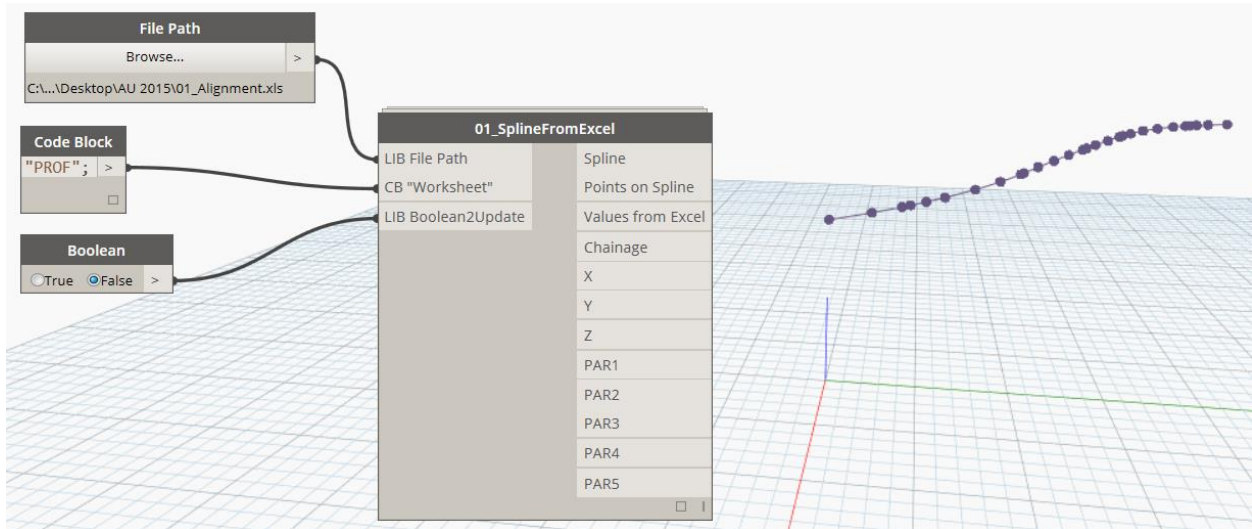 File Path
Browse...
>
C:\...\Desktop\AU 2015\01_Alignment.xls
Code Block
"PROF"; >
Boolean
True False >
01_SplineFromExcel
LIB File Path Spline
CB "Worksheet" Points on Spline
LIB Boolean2Update Values from Excel
Chainage
X
Y
Z
PAR1
PAR2
PAR3
PAR4
PAR5
I